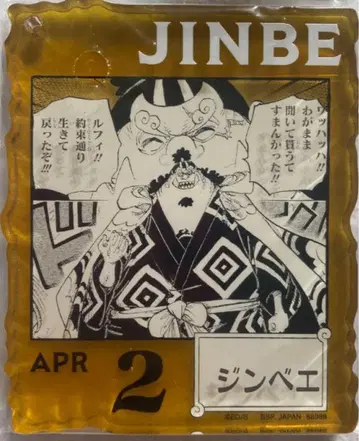 JINBE
ワッハッハ!!
わがまま
聞いて貰うて
すまんかった!!
ルフィ!!
約束通り
生きて
戻ったぞ!!!
APR
2
ジンベエ